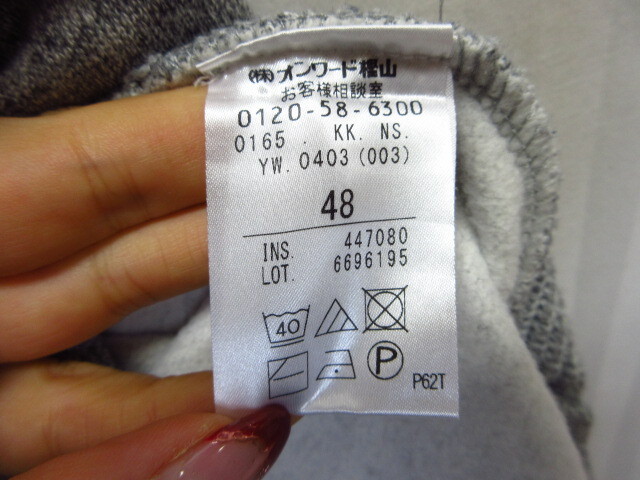 (株)オンワード樫山
お客様相談室
0120-58-6300
0165 . KK. NS.
YW. 0403 (003)
48
INS. 447080
LOT. 6696195
40
P
P62T